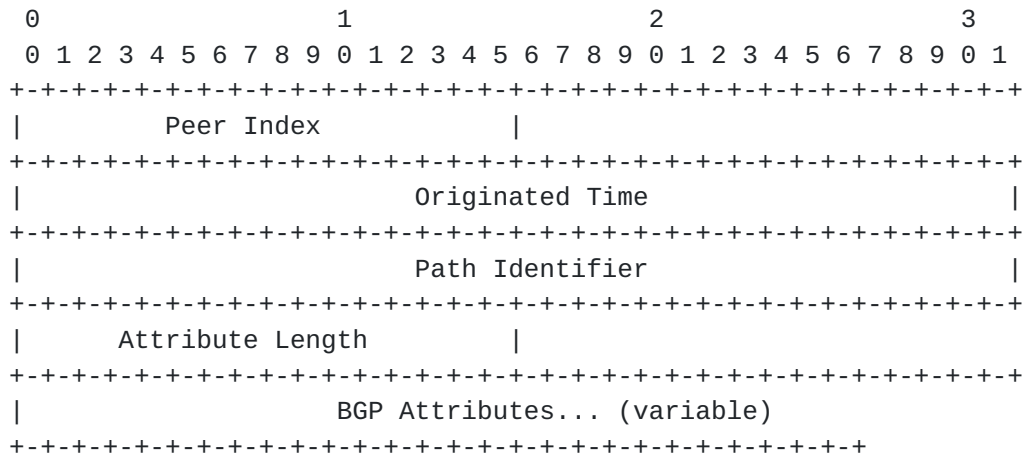 0                   1                   2                   3
 0 1 2 3 4 5 6 7 8 9 0 1 2 3 4 5 6 7 8 9 0 1 2 3 4 5 6 7 8 9 0 1
+-+-+-+-+-+-+-+-+-+-+-+-+-+-+-+-+-+-+-+-+-+-+-+-+-+-+-+-+-+-+-+-+
|         Peer Index            |
+-+-+-+-+-+-+-+-+-+-+-+-+-+-+-+-+-+-+-+-+-+-+-+-+-+-+-+-+-+-+-+-+
|                         Originated Time                       |
+-+-+-+-+-+-+-+-+-+-+-+-+-+-+-+-+-+-+-+-+-+-+-+-+-+-+-+-+-+-+-+-+
|                         Path Identifier                       |
+-+-+-+-+-+-+-+-+-+-+-+-+-+-+-+-+-+-+-+-+-+-+-+-+-+-+-+-+-+-+-+-+
|      Attribute Length         |
+-+-+-+-+-+-+-+-+-+-+-+-+-+-+-+-+-+-+-+-+-+-+-+-+-+-+-+-+-+-+-+-+
|                    BGP Attributes... (variable)
+-+-+-+-+-+-+-+-+-+-+-+-+-+-+-+-+-+-+-+-+-+-+-+-+-+-+-+